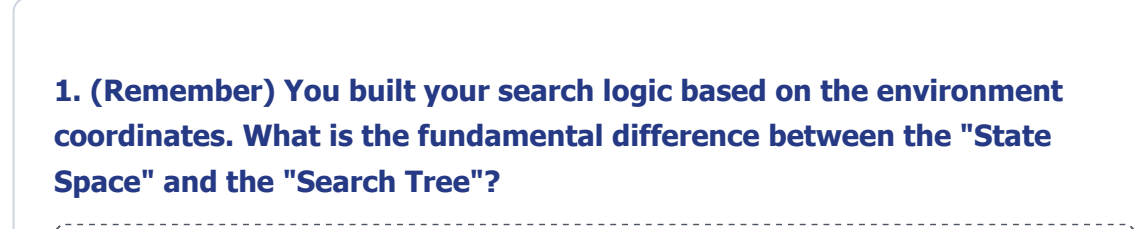 1. (Remember) You built your search logic based on the environment
coordinates. What is the fundamental difference between the "State
Space" and the "Search Tree"?